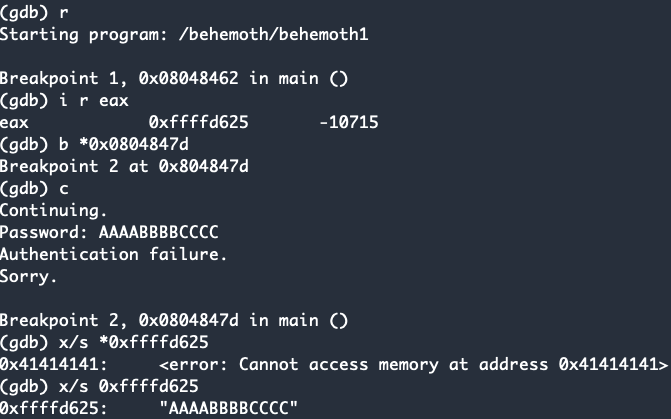 (gdb) r
Starting program: /behemoth/behemoth1
Breakpoint 1, 0x08048462 in main ()
(gdb) i r eax
eax            0xffffd625       -10715
(gdb) b *0x0804847d
Breakpoint 2 at 0x804847d
(gdb) c
Continuing.
Password: AAAABBBBCCCC
Authentication failure.
Sorry.
Breakpoint 2, 0x0804847d in main ()
(gdb) x/s *0xffffd625
0x41414141:     <error: Cannot access memory at address 0x41414141>
(gdb) x/s 0xffffd625
0xffffd625:     "AAAABBBBCCCC"